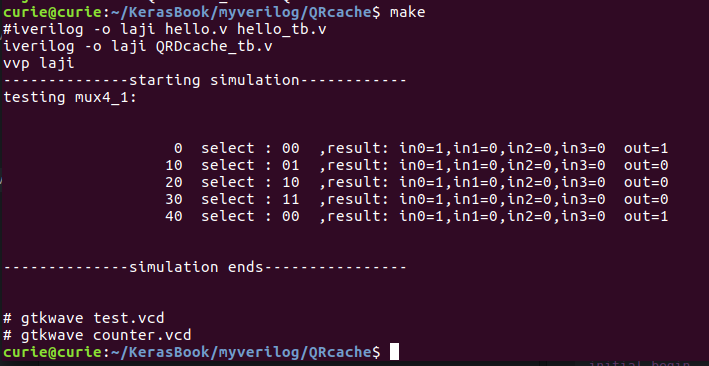 curie@curie:~/KerasBook/myverilog/QRcache$ make
#iverilog -o laji hello.v hello_tb.v
iverilog -o laji QRDcache_tb.v
vvp laji
--------------starting simulation------------
testing mux4_1:
0  select : 00  ,result: in0=1,in1=0,in2=0,in3=0  out=1
10  select : 01  ,result: in0=1,in1=0,in2=0,in3=0  out=0
20  select : 10  ,result: in0=1,in1=0,in2=0,in3=0  out=0
30  select : 11  ,result: in0=1,in1=0,in2=0,in3=0  out=0
40  select : 00  ,result: in0=1,in1=0,in2=0,in3=0  out=1
--------------simulation ends----------------
# gtkwave test.vcd
# gtkwave counter.vcd
curie@curie:~/KerasBook/myverilog/QRcache$
initial begin